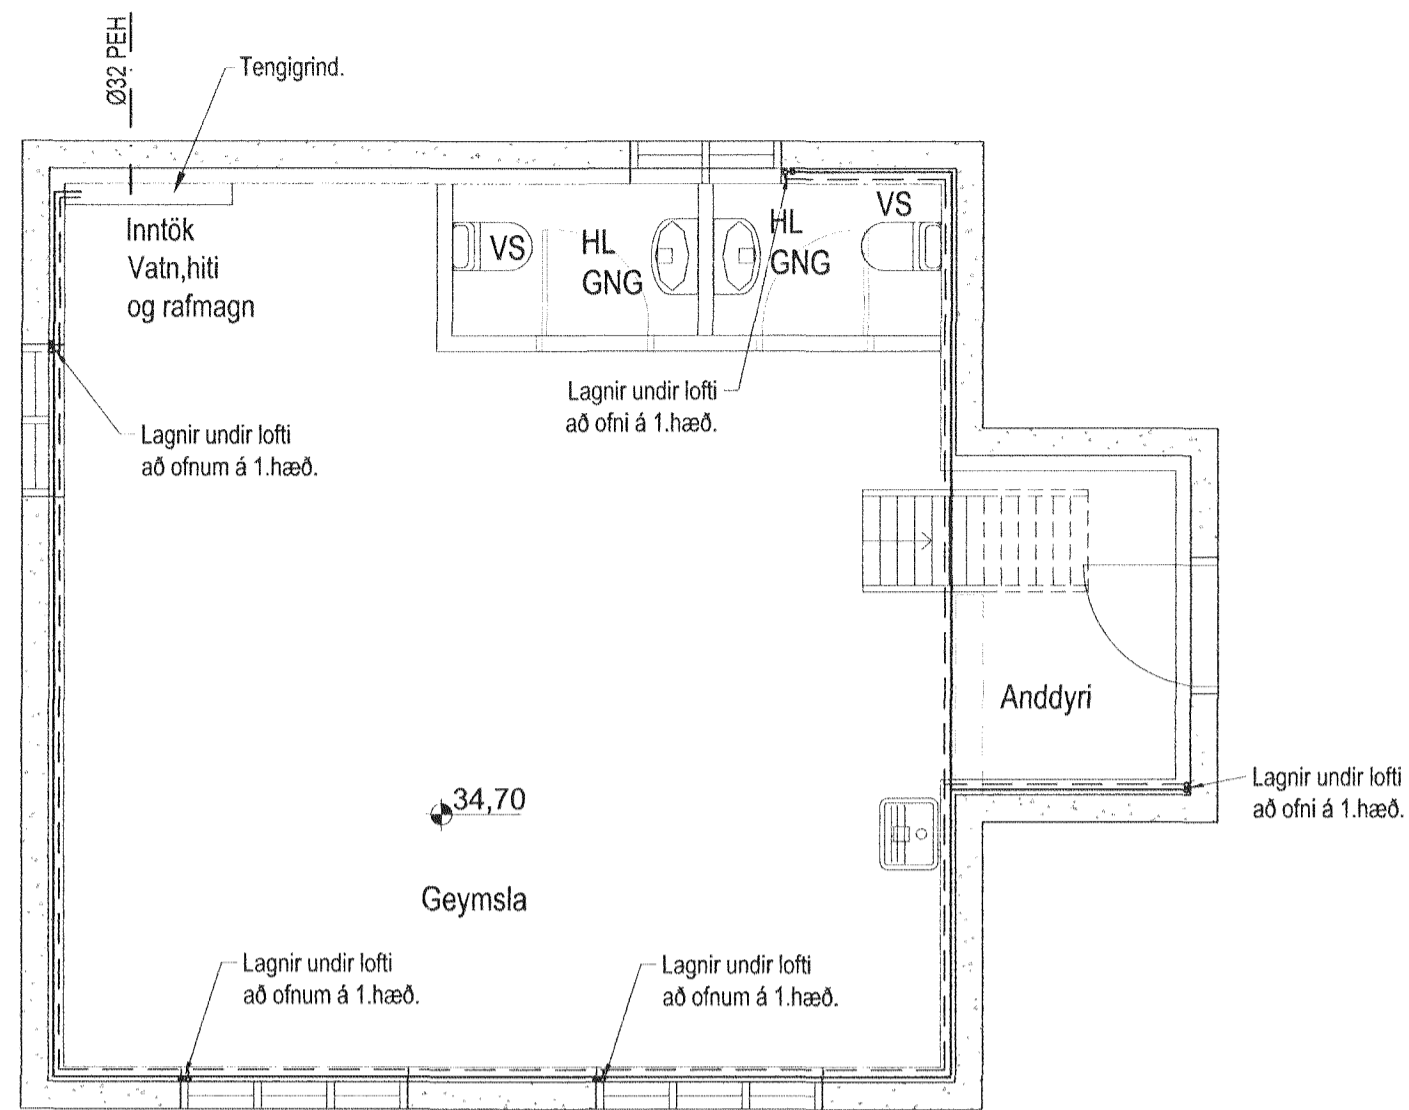 Ø32 PEH
Tengigrind.
Inntök
Vatn,hiti
og rafmagn
VS
HL
GNG
HL
GNG
VS
Lagnir undir lofti
að ofni á 1.hæð.
Lagnir undir lofti
að ofnum á 1.hæð.
Anddyri
Lagnir undir lofti
að ofni á 1.hæð.
34,70
Geymsla
Lagnir undir lofti
að ofnum á 1.hæð.
Lagnir undir lofti
að ofnum á 1.hæð.